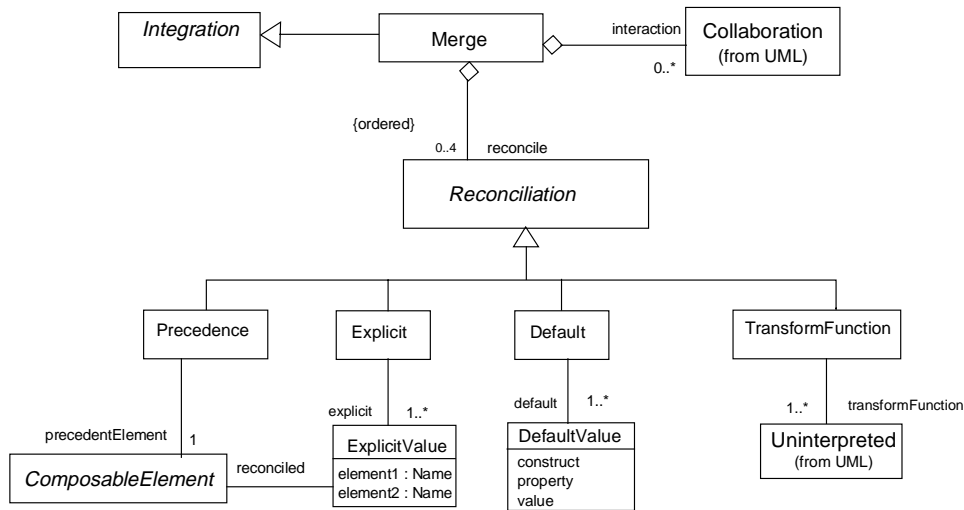 Integration
Merge
interaction
Collaboration
(from UML)
0..*
{ordered}
0..4
reconcile
Reconciliation
Precedence
Explicit
Default
TransformFunction
explicit
1..*
default
1..*
1..*
transformFunction
precedentElement
1
ComposableElement
reconciled
ExplicitValue
element1 : Name
element2 : Name
DefaultValue
construct
property
value
Uninterpreted
(from UML)